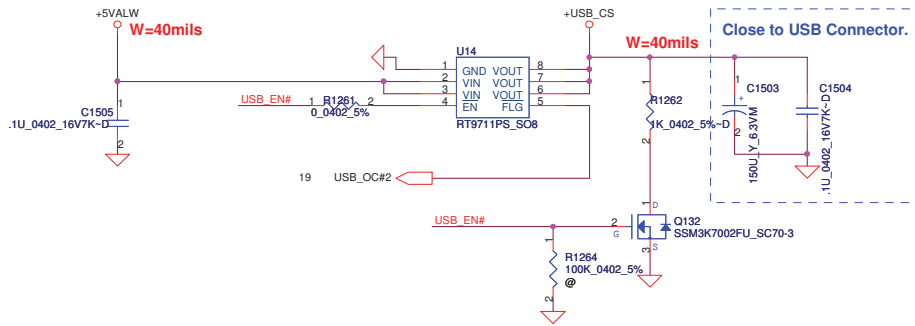 +5VALW
W=40mils
+USB_CS
W=40mils
Close to USB Connector.
U14
1 GND VOUT 8
2 VIN VOUT 7
3 VIN VOUT 6
4 EN FLG 5
RT9711PS_SO8
C1505
1
2
.1U_0402_16V7K~D
USB_EN#
1 R1261 2
0_0402_5%
R1262
1
2
1K_0402_5%~D
C1503
1
+
2
150U_Y_6.3VM
C1504
1
2
.1U_0402_16V7K~D
19 USB_OC#2
USB_EN#
2
G
1
D
3
S
Q132
SSM3K7002FU_SC70-3
1
2
R1264
100K_0402_5%
@